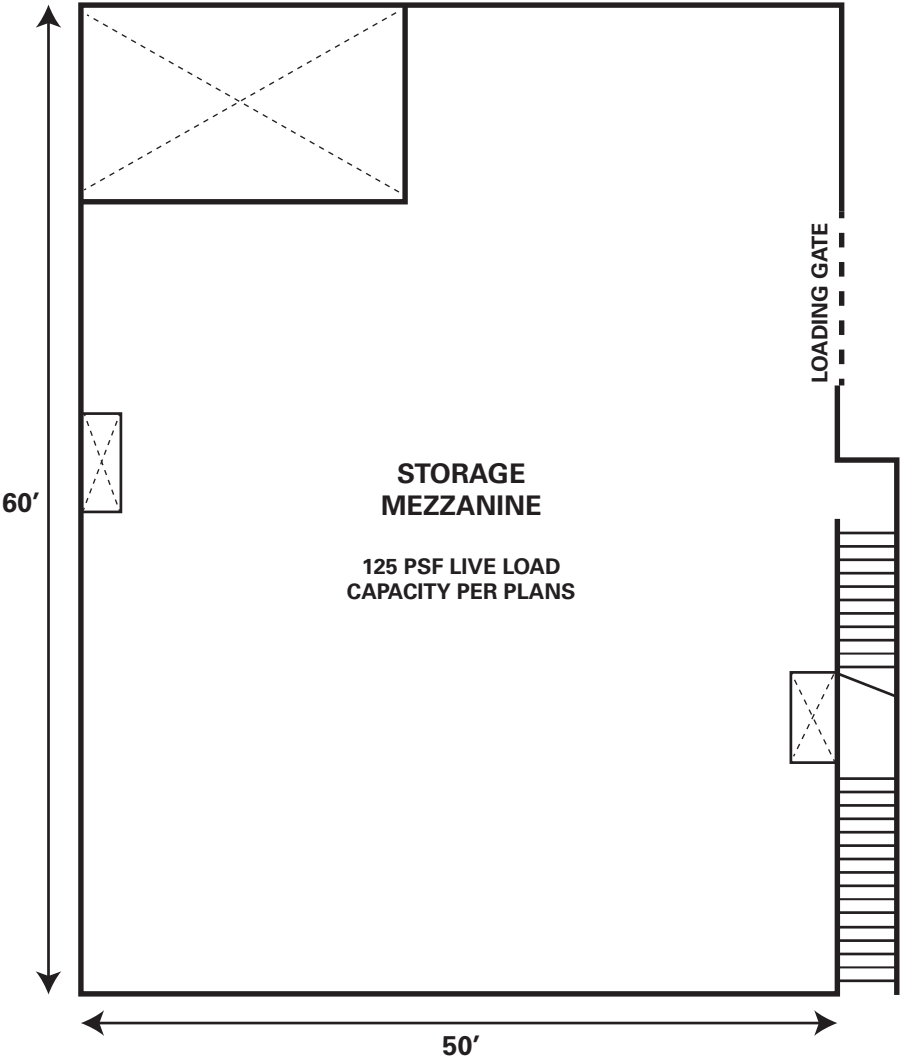 LOADING GATE
60′
STORAGE
MEZZANINE
125 PSF LIVE LOAD
CAPACITY PER PLANS
50′